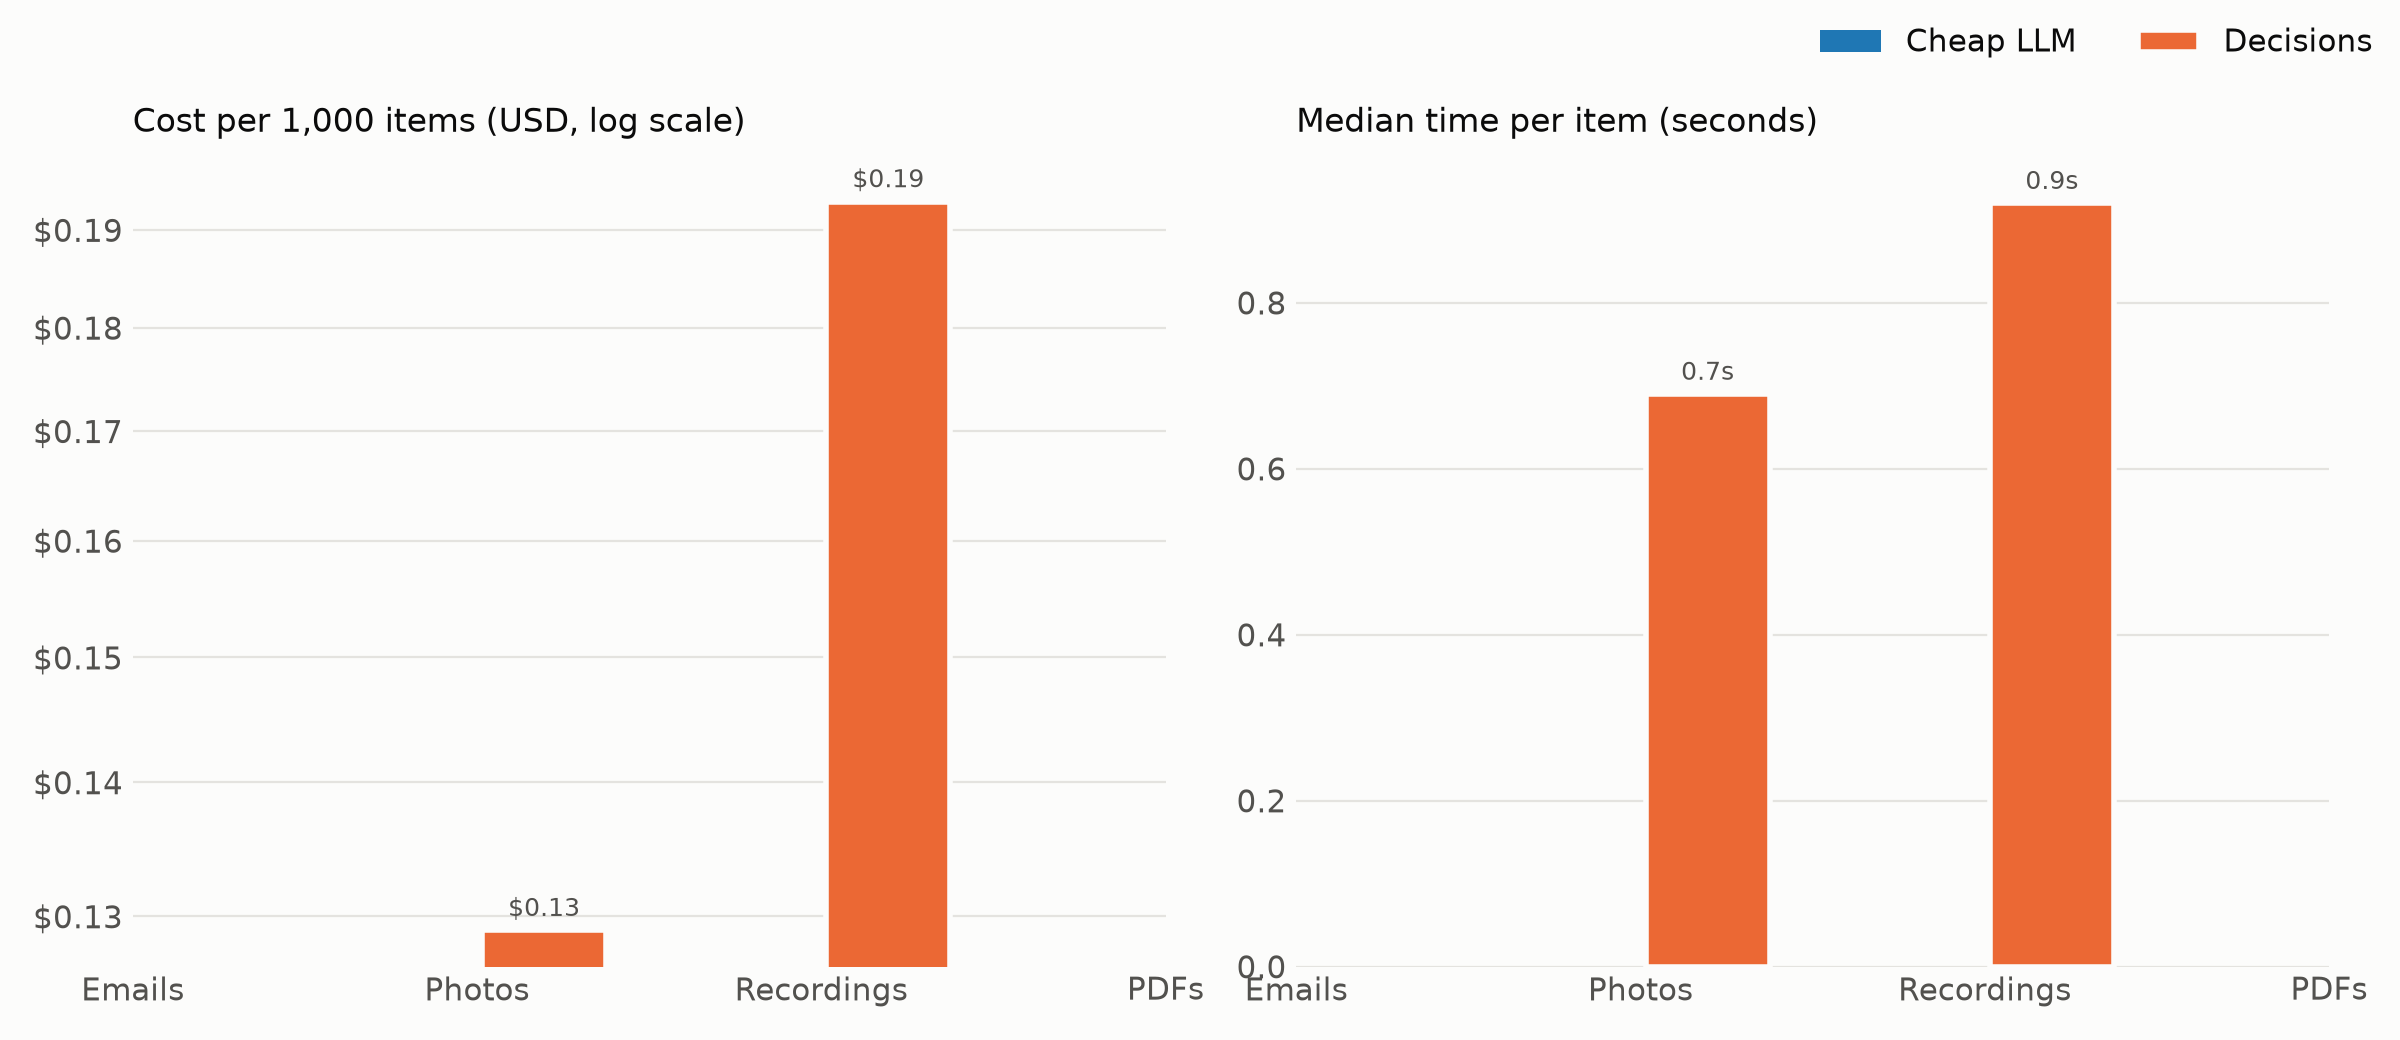 Cheap LLM
Decisions
Cost per 1,000 items (USD, log scale)
$0.19
$0.19
$0.18
$0.17
$0.16
$0.15
$0.14
$0.13
$0.13
Emails
Photos
Recordings
PDFs
Median time per item (seconds)
0.9s
0.8
0.7s
0.6
0.4
0.2
0.0
Emails
Photos
Recordings
PDFs